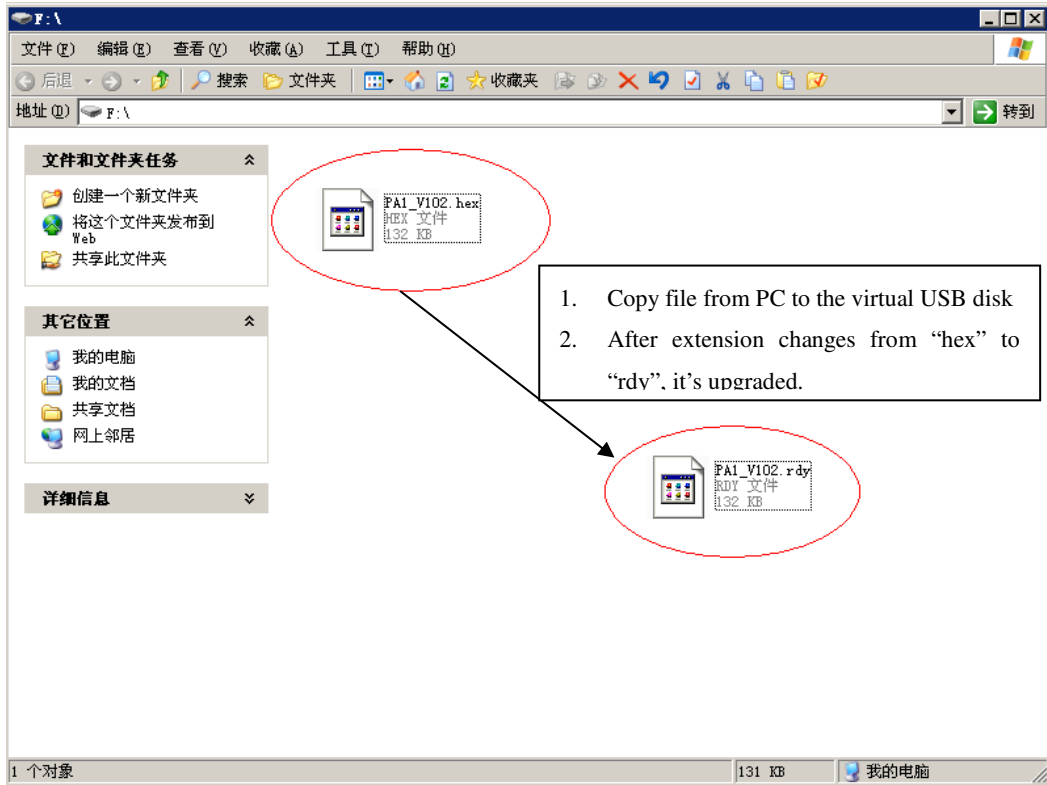 F:\
文件(F) 编辑(E) 查看(V) 收藏(A) 工具(T) 帮助(H)
后退 搜索 文件夹 收藏夹
地址(D) F:\ 转到
文件和文件夹任务
创建一个新文件夹
将这个文件夹发布到
Web
共享此文件夹
其它位置
我的电脑
我的文档
共享文档
网上邻居
详细信息
PA1_V102.hex
HEX 文件
132 KB
1. Copy file from PC to the virtual USB disk
2. After extension changes from “hex” to
“rdy”, it’s upgraded.
PA1_V102.rdy
RDY 文件
132 KB
1 个对象 131 KB 我的电脑